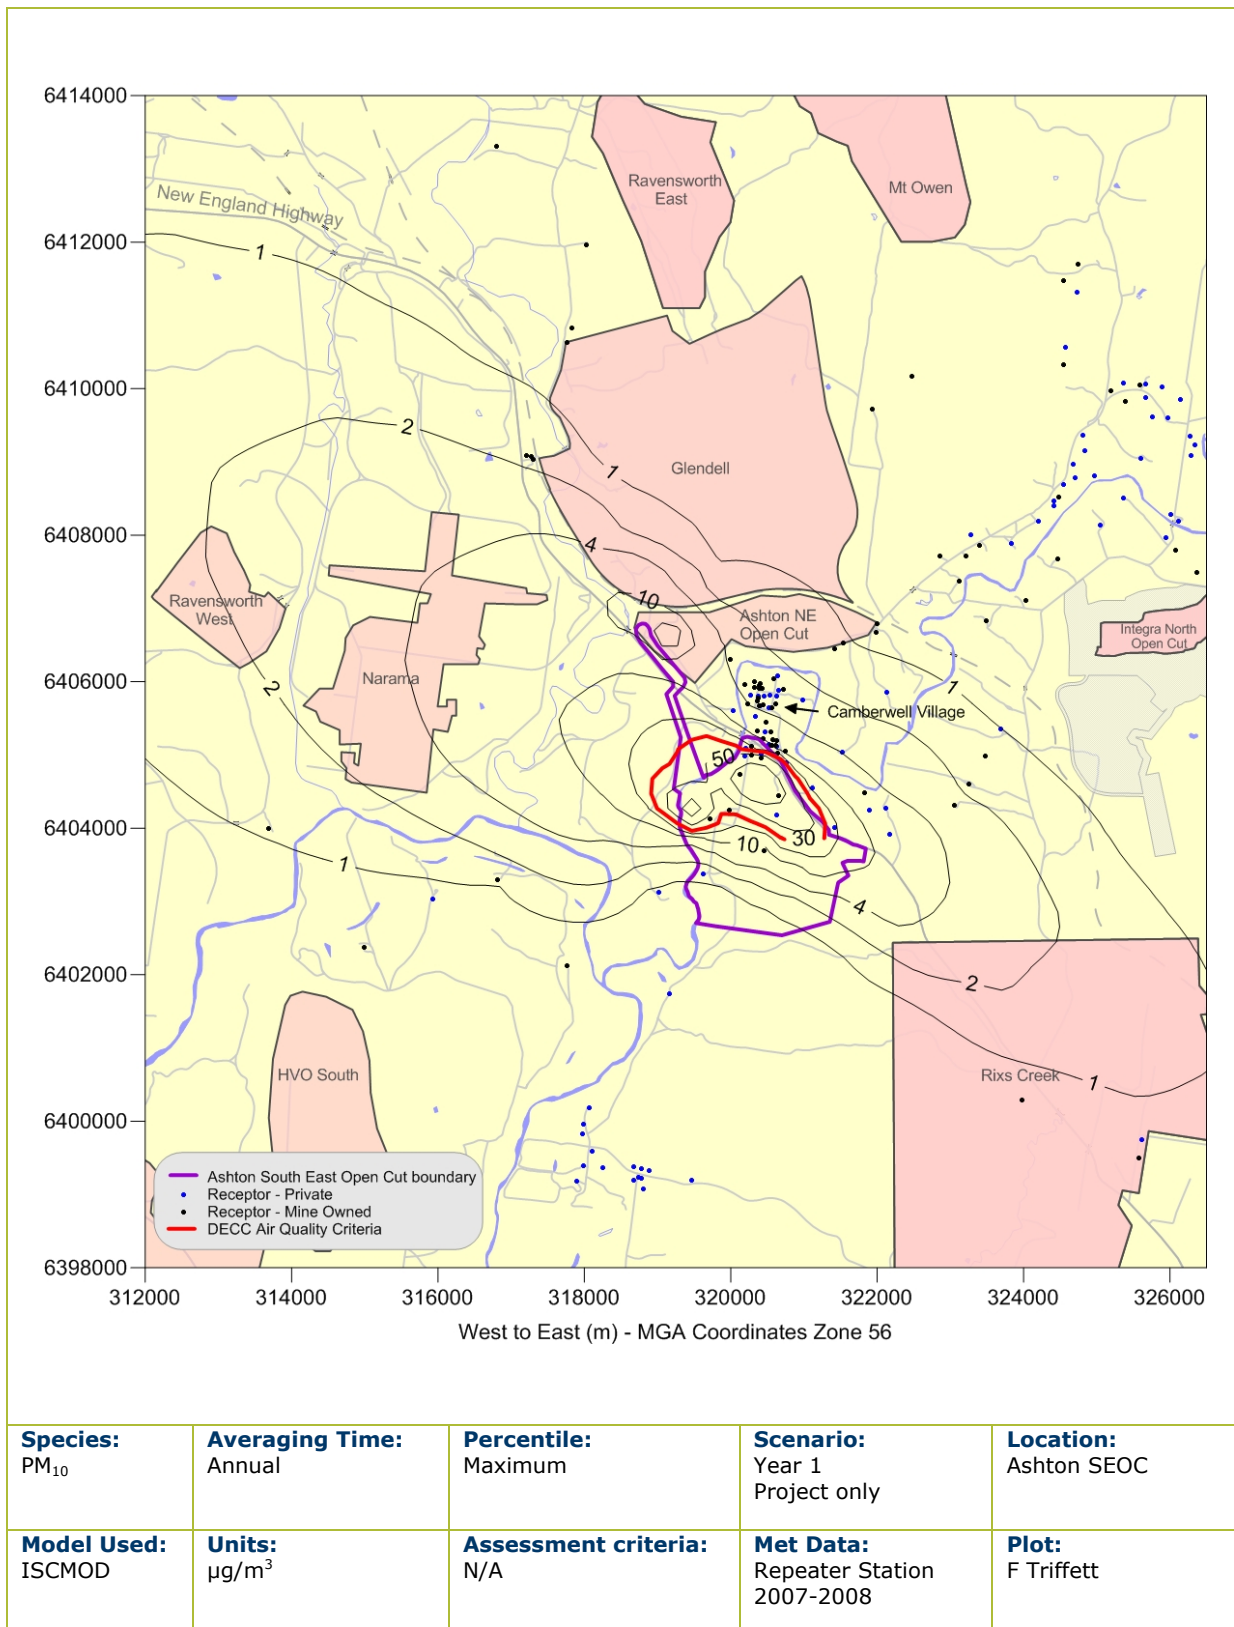 6414000
6412000
6410000
6408000
6406000
6404000
6402000
6400000
6398000
312000
314000
316000
318000
320000
322000
324000
326000
West to East (m) - MGA Coordinates Zone 56
New England Highway
Ravensworth
East
Mt Owen
1
2
Glendell
1
4
10
Ravensworth
West
Ashton NE
Open Cut
Integra North
Open Cut
Narama
2
1
Camberwell Village
50
30
10
1
4
2
HVO South
Rixs Creek
1
Ashton South East Open Cut boundary
Receptor - Private
Receptor - Mine Owned
DECC Air Quality Criteria
Species:
PM10
Averaging Time:
Annual
Percentile:
Maximum
Scenario:
Year 1
Project only
Location:
Ashton SEOC
Model Used:
ISCMOD
Units:
µg/m³
Assessment criteria:
N/A
Met Data:
Repeater Station
2007-2008
Plot:
F Triffett